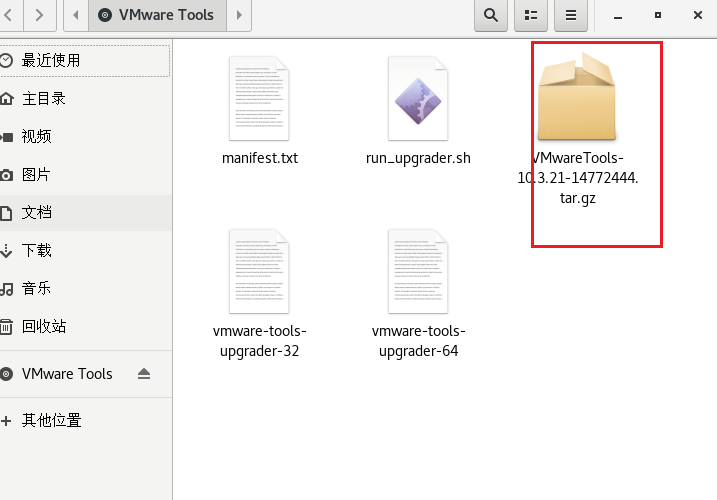 VMware Tools
最近使用
主目录
视频
图片
文档
下载
音乐
回收站
VMware Tools
其他位置
manifest.txt
run_upgrader.sh
VMwareTools-
10.3.21-14772444.
tar.gz
vmware-tools-
upgrader-32
vmware-tools-
upgrader-64